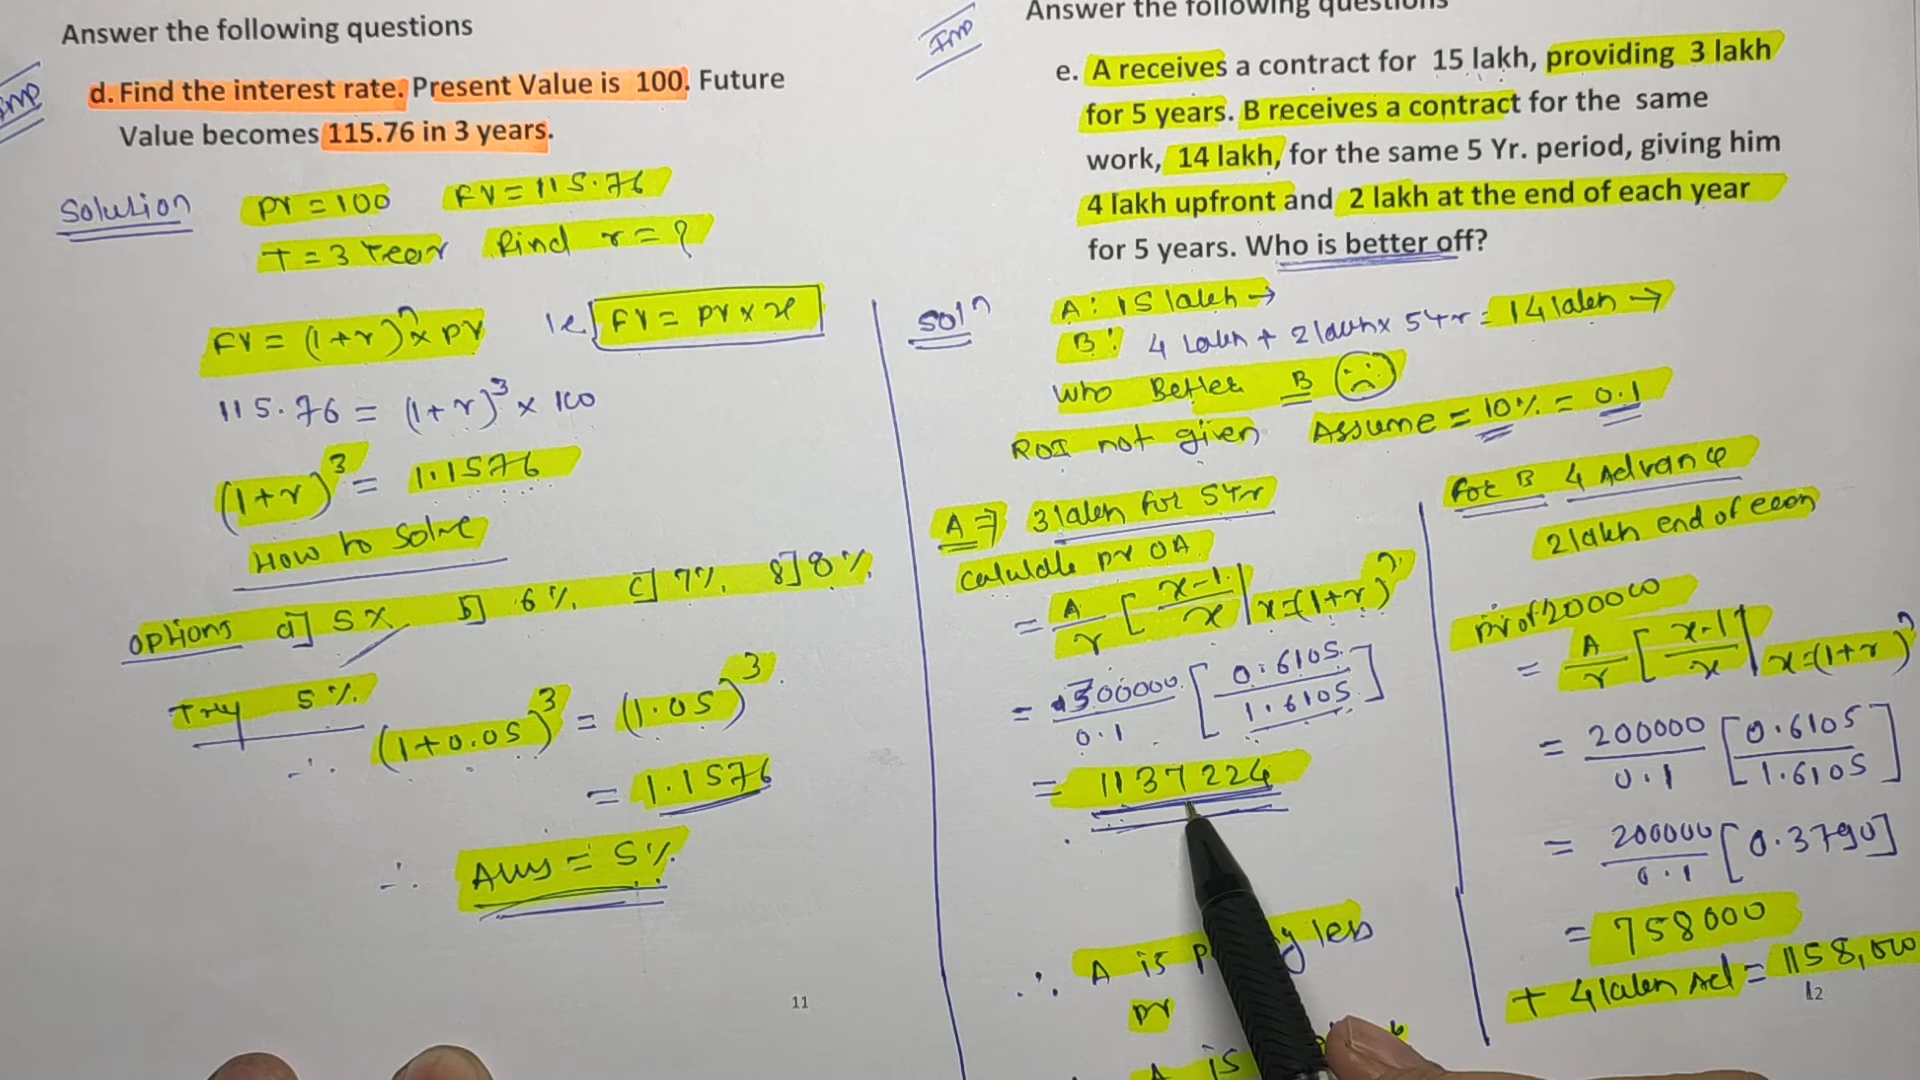 Answer the following questions
Imp
d. Find the interest rate. Present Value is 100. Future
Value becomes 115.76 in 3 years.
Solution
PV = 100 FV = 115.76
T = 3 Year Find r = ?
FV = (1+r)^n x PV ie FV = PV x x
115.76 = (1+r)^3 x 100
(1+r)^3 = 1.1576
How to Solve
Options a] 5% b] 6% c] 7% 8] 8%
Try 5%
∴ (1+0.05)^3 = (1.05)^3
= 1.1576
∴ Ans = 5%
11
Imp
Answer the following questions
e. A receives a contract for 15 lakh, providing 3 lakh
for 5 years. B receives a contract for the same
work, 14 lakh, for the same 5 Yr. period, giving him
4 lakh upfront and 2 lakh at the end of each year
for 5 years. Who is better off?
Soln
A: 15 lakh →
B: 4 Lakh + 2 lakh x 5 Yr = 14 lakh →
Who Better B
ROI not given Assume = 10% = 0.1
A ⇒ 3 lakh for 5 Yr
Calculate PV OA
= A/r [ x-1/x ] x=(1+r)^n
= 300000/0.1 [ 0.6105/1.6105 ]
= 1137224
∴ A is less
PV
A is
For B 4 Advance
2 lakh end of
PV of 200000
= A/r [ x-1/x ] x=(1+r)^n
= 200000/0.1 [ 0.6105/1.6105 ]
= 200000/0.1 [0.3790]
= 758000
+ 4 laken Ad = 1158,000
12